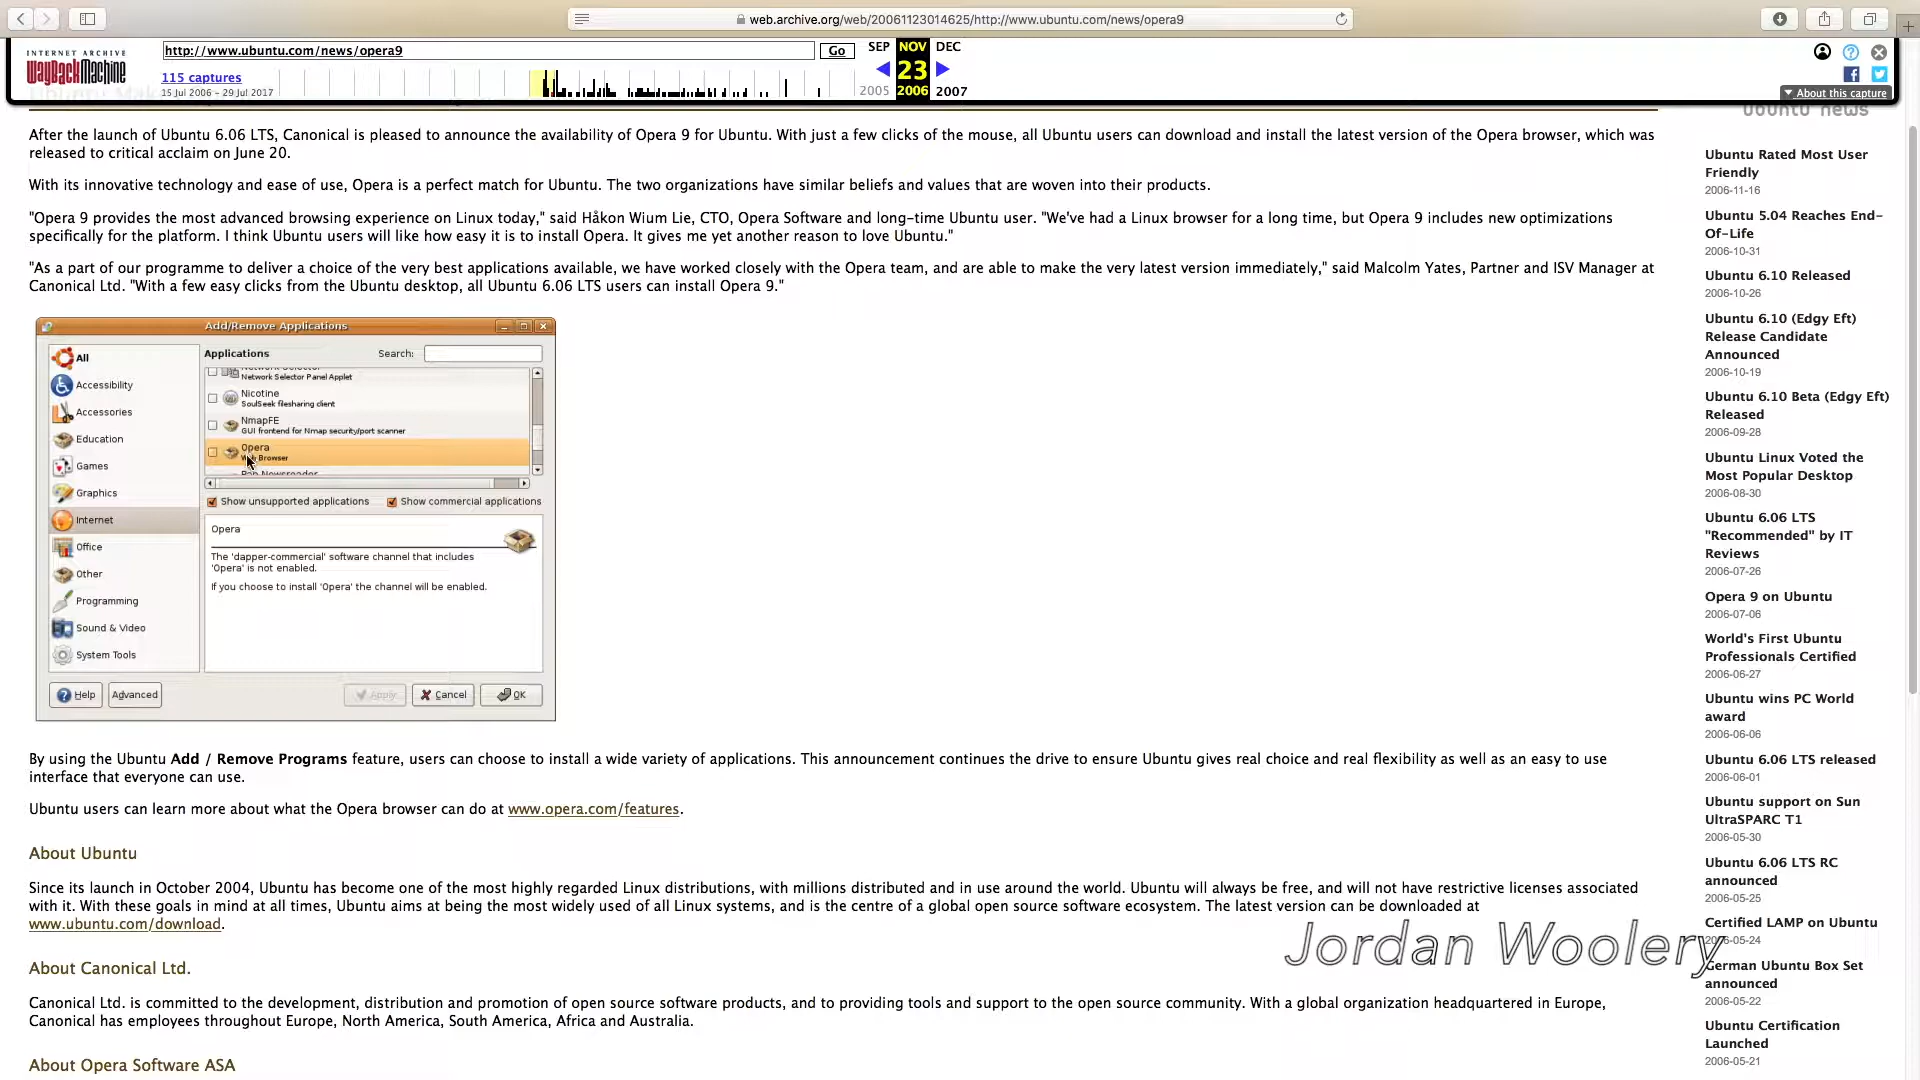 web.archive.org/web/20061123014625/http://www.ubuntu.com/news/opera9
INTERNET ARCHIVE
WayBackMachine
http://www.ubuntu.com/news/opera9
Go
SEP NOV DEC
23
2005 2006 2007
115 captures
15 Jul 2006 – 29 Jul 2017
About this capture
After the launch of Ubuntu 6.06 LTS, Canonical is pleased to announce the availability of Opera 9 for Ubuntu. With just a few clicks of the mouse, all Ubuntu users can download and install the latest version of the Opera browser, which was
released to critical acclaim on June 20.
With its innovative technology and ease of use, Opera is a perfect match for Ubuntu. The two organizations have similar beliefs and values that are woven into their products.
"Opera 9 provides the most advanced browsing experience on Linux today," said Håkon Wium Lie, CTO, Opera Software and long-time Ubuntu user. "We've had a Linux browser for a long time, but Opera 9 includes new optimizations
specifically for the platform. I think Ubuntu users will like how easy it is to install Opera. It gives me yet another reason to love Ubuntu."
"As a part of our programme to deliver a choice of the very best applications available, we have worked closely with the Opera team, and are able to make the very latest version immediately," said Malcolm Yates, Partner and ISV Manager at
Canonical Ltd. "With a few easy clicks from the Ubuntu desktop, all Ubuntu 6.06 LTS users can install Opera 9."
Add/Remove Applications
All
Accessibility
Accessories
Education
Games
Graphics
Internet
Office
Other
Programming
Sound & Video
System Tools
Applications
Search:
Network Selector
Network Selector Panel Applet
Nicotine
SoulSeek filesharing client
NmapFE
GUI frontend for Nmap security/port scanner
Opera
Web Browser
Pan Newsreader
Show unsupported applications
Show commercial applications
Opera
The 'dapper-commercial' software channel that includes
'Opera' is not enabled.
If you choose to install 'Opera' the channel will be enabled.
Help
Advanced
Apply
Cancel
OK
By using the Ubuntu Add / Remove Programs feature, users can choose to install a wide variety of applications. This announcement continues the drive to ensure Ubuntu gives real choice and real flexibility as well as an easy to use
interface that everyone can use.
Ubuntu users can learn more about what the Opera browser can do at www.opera.com/features.
About Ubuntu
Since its launch in October 2004, Ubuntu has become one of the most highly regarded Linux distributions, with millions distributed and in use around the world. Ubuntu will always be free, and will not have restrictive licenses associated
with it. With these goals in mind at all times, Ubuntu aims at being the most widely used of all Linux systems, and is the centre of a global open source software ecosystem. The latest version can be downloaded at
www.ubuntu.com/download.
About Canonical Ltd.
Canonical Ltd. is committed to the development, distribution and promotion of open source software products, and to providing tools and support to the open source community. With a global organization headquartered in Europe,
Canonical has employees throughout Europe, North America, South America, Africa and Australia.
About Opera Software ASA
ubuntu news
Ubuntu Rated Most User
Friendly
2006-11-16
Ubuntu 5.04 Reaches End-
Of-Life
2006-10-31
Ubuntu 6.10 Released
2006-10-26
Ubuntu 6.10 (Edgy Eft)
Release Candidate
Announced
2006-10-19
Ubuntu 6.10 Beta (Edgy Eft)
Released
2006-09-28
Ubuntu Linux Voted the
Most Popular Desktop
2006-08-30
Ubuntu 6.06 LTS
"Recommended" by IT
Reviews
2006-07-26
Opera 9 on Ubuntu
2006-07-06
World's First Ubuntu
Professionals Certified
2006-06-27
Ubuntu wins PC World
award
2006-06-06
Ubuntu 6.06 LTS released
2006-06-01
Ubuntu support on Sun
UltraSPARC T1
2006-05-30
Ubuntu 6.06 LTS RC
announced
2006-05-25
Certified LAMP on Ubuntu
2006-05-24
German Ubuntu Box Set
announced
2006-05-22
Ubuntu Certification
Launched
2006-05-21
Jordan Woolery